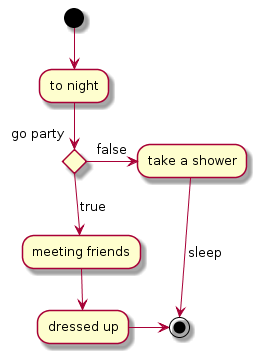 to night
go party
false
take a shower
true
meeting friends
sleep
dressed up